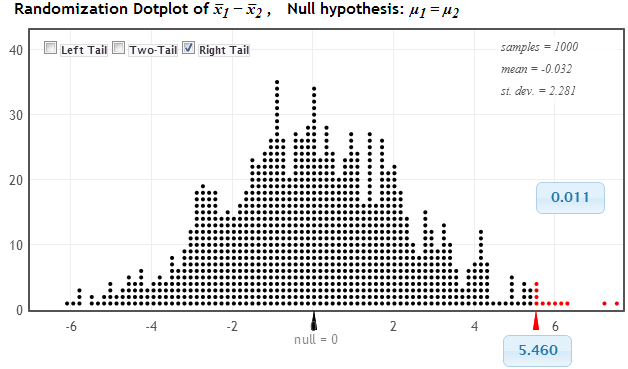 Randomization Dotplot of x̄₁ − x̄₂ , Null hypothesis: μ₁ = μ₂
Left Tail Two-Tail Right Tail
samples = 1000
mean = -0.032
st. dev. = 2.281
40
30
20
10
0
0.011
-6 -4 -2 0 2 4 6
null = 0
5.460